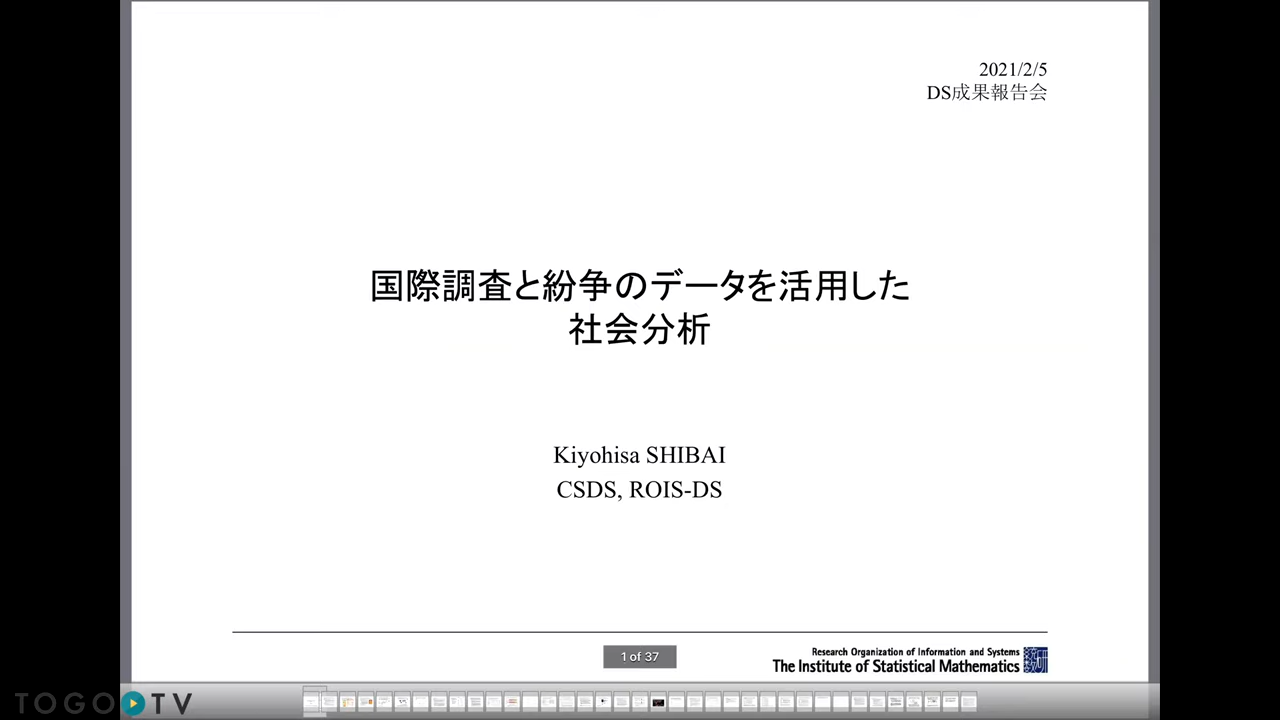 2021/2/5
DS成果報告会
国際調査と紛争のデータを活用した
社会分析
Kiyohisa SHIBAI
CSDS, ROIS-DS
1 of 37
Research Organization of Information and Systems
The Institute of Statistical Mathematics
TOGO TV